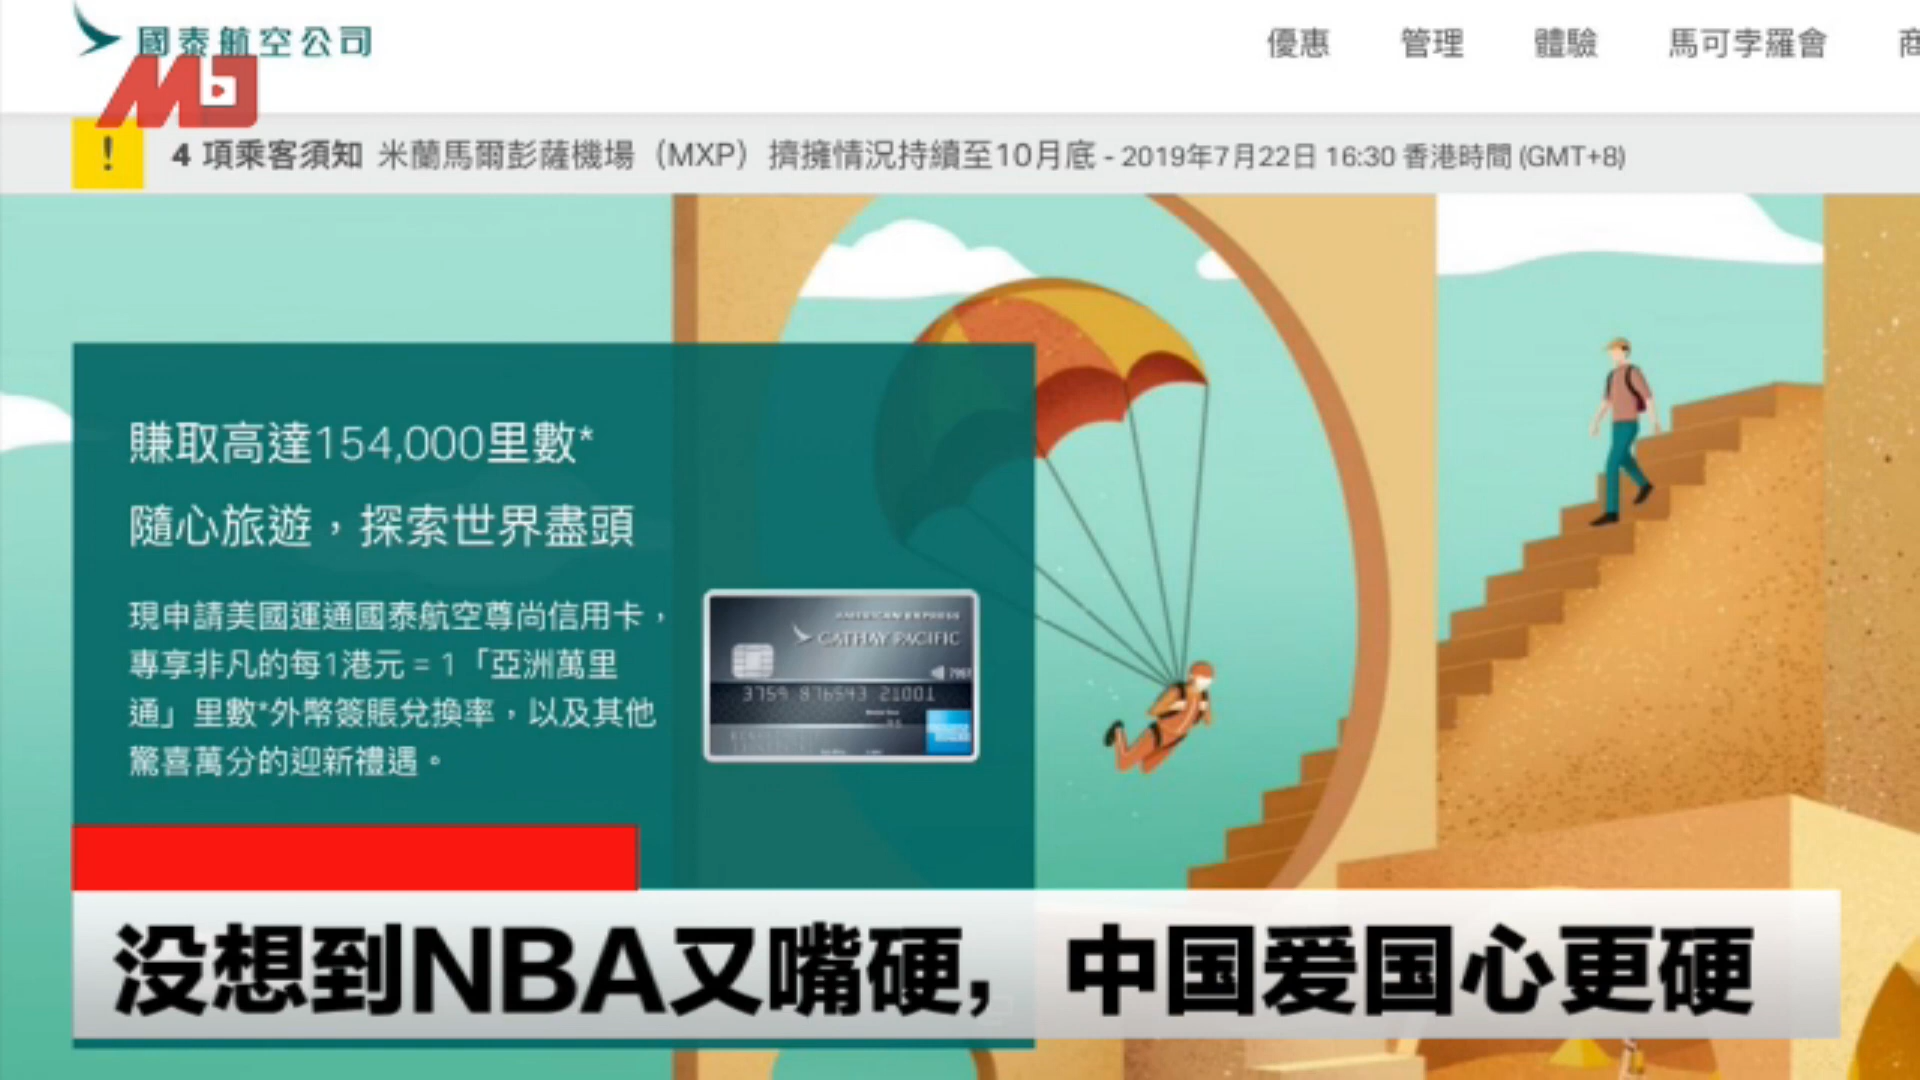 國泰航空公司
優惠 管理 體驗 馬可孛羅會 商
! 4 項乘客須知 米蘭馬爾彭薩機場（MXP）擠擁情況持續至10月底 - 2019年7月22日 16:30 香港時間 (GMT+8)
賺取高達154,000里數*
隨心旅遊，探索世界盡頭
現申請美國運通國泰航空尊尚信用卡，
專享非凡的每1港元 = 1「亞洲萬里
通」里數*外幣簽賬兌換率，以及其他
驚喜萬分的迎新禮遇。
AMERICAN EXPRESS
CATHAY PACIFIC
3759 876543 21001
没想到NBA又嘴硬，中国爱国心更硬